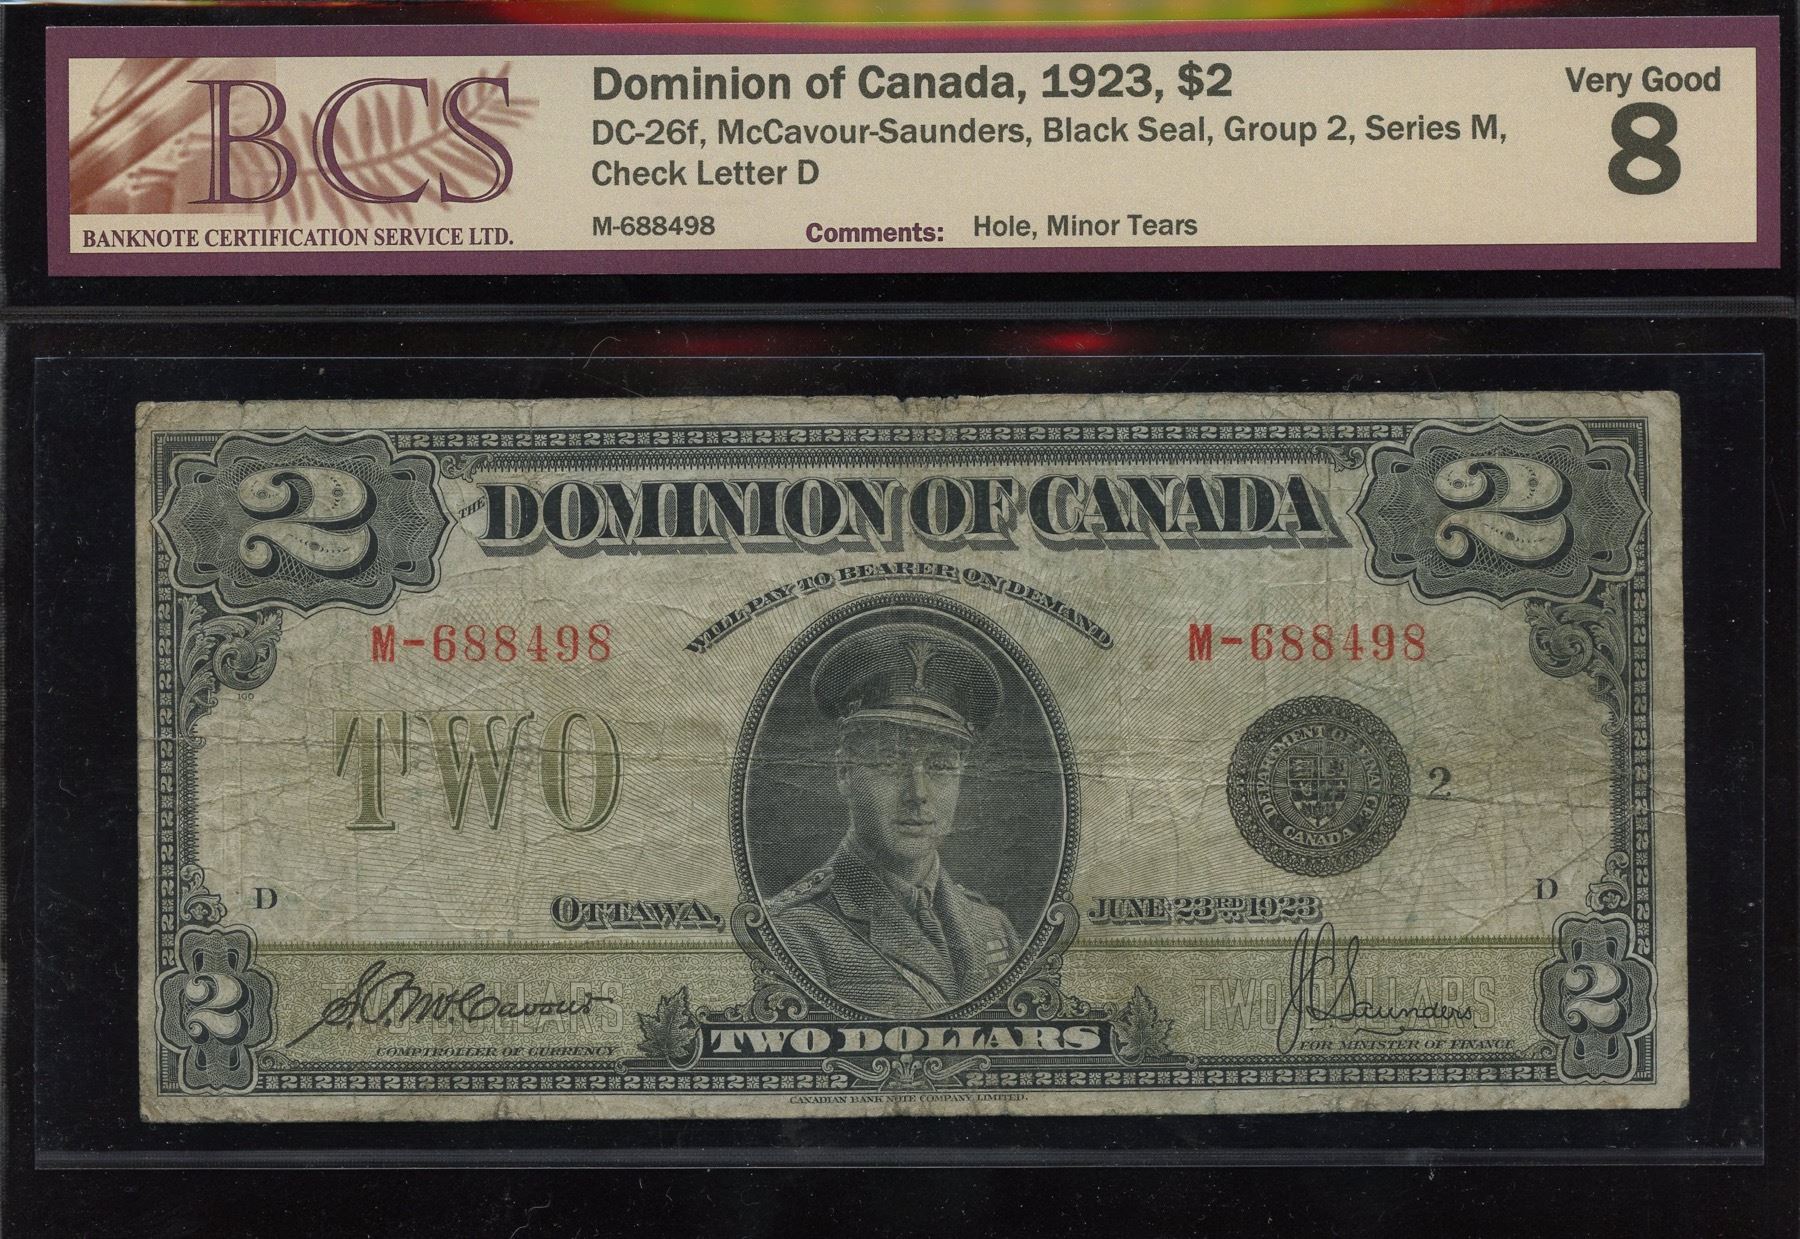 BCS
BANKNOTE CERTIFICATION SERVICE LTD.
Dominion of Canada, 1923, $2
DC-26f, McCavour-Saunders, Black Seal, Group 2, Series M,
Check Letter D
M-688498 Comments: Hole, Minor Tears
Very Good
8
2 THE DOMINION OF CANADA 2
WILL PAY TO BEARER ON DEMAND
M-688498 M-688498
TWO
DEPARTMENT OF FINANCE
CANADA
2
D D
OTTAWA, JUNE 23RD 1923
2 2
TWO DOLLARS TWO DOLLARS
S.P. McCavour J.C. Saunders
COMPTROLLER OF CURRENCY FOR MINISTER OF FINANCE
TWO DOLLARS
CANADIAN BANK NOTE COMPANY, LIMITED.